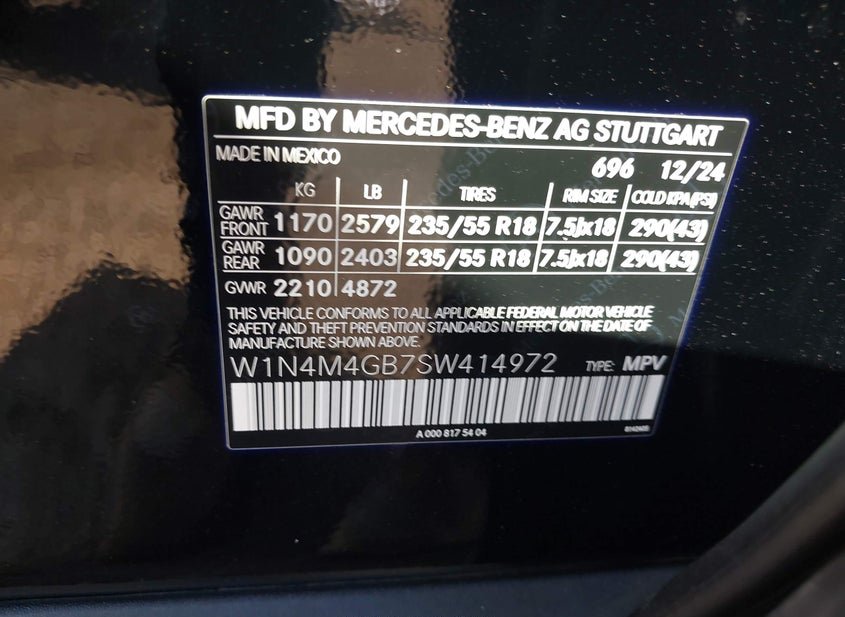 MFD BY MERCEDES-BENZ AG STUTTGART
MADE IN MEXICO 696 12/24
KG LB TIRES RIM SIZE COLD KPA(PSI)
GAWR FRONT 1170 2579 235/55 R18 7.5Jx18 290(43)
GAWR REAR 1090 2403 235/55 R18 7.5Jx18 290(43)
GVWR 2210 4872
THIS VEHICLE CONFORMS TO ALL APPLICABLE FEDERAL MOTOR VEHICLE
SAFETY AND THEFT PREVENTION STANDARDS IN EFFECT ON THE DATE OF
MANUFACTURE SHOWN ABOVE.
W1N4M4GB7SW414972 TYPE: MPV
A 000 817 54 04